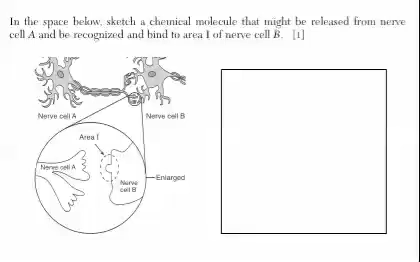 In the space below, sketch a chemical molecule that might be released from nerve
cell A and be recognized and bind to area I of nerve cell B. [1]
Nerve cell A
Nerve cell B
Area I
Nerve cell A
Enlarged
Nerve
cell B